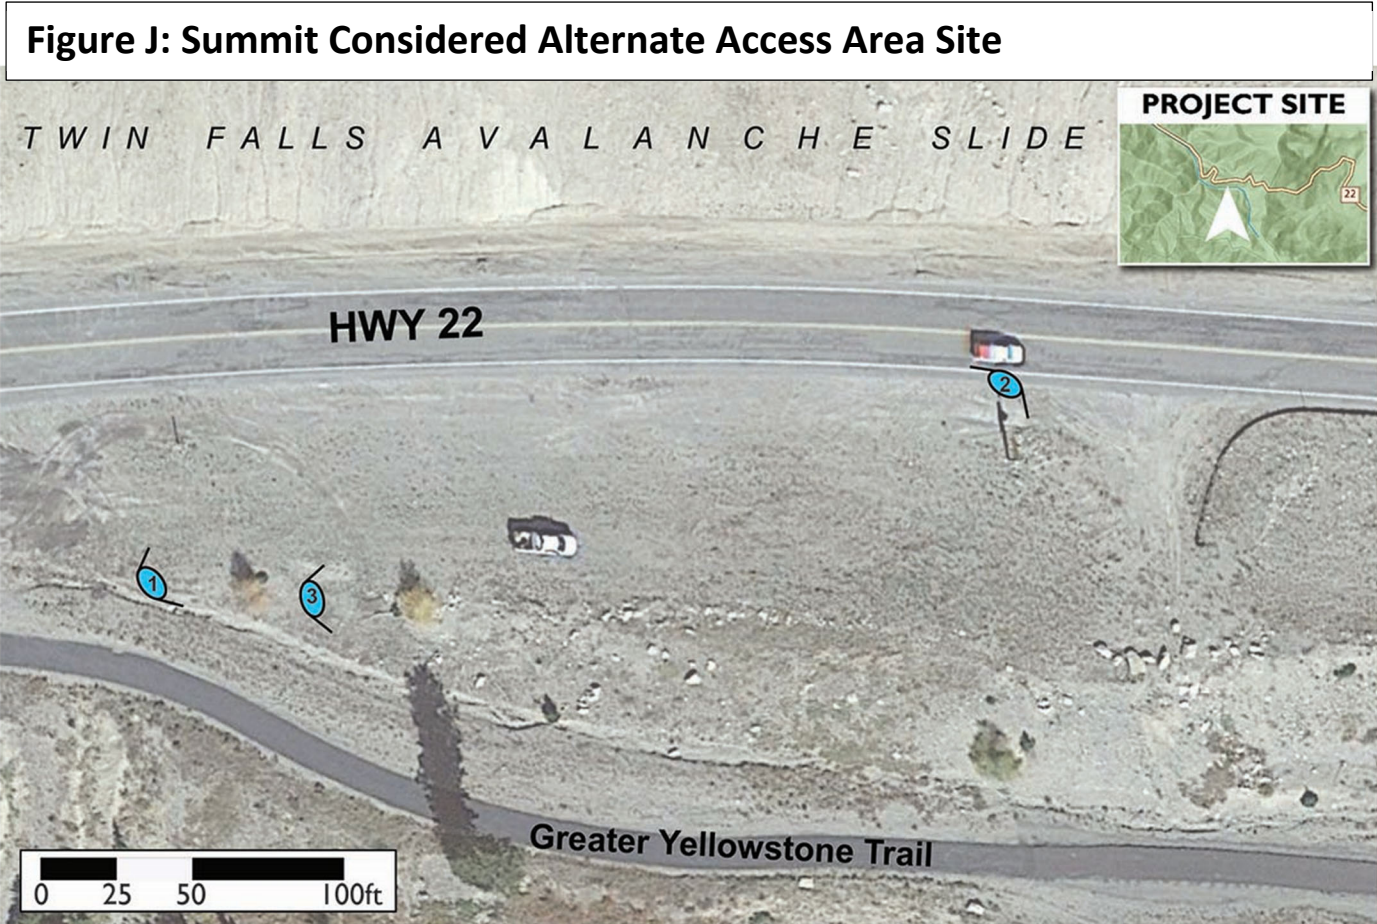 Figure J: Summit Considered Alternate Access Area Site
TWIN FALLS AVALANCHE SLIDE
PROJECT SITE
22
HWY 22
2
1
3
Greater Yellowstone Trail
0 25 50 100ft